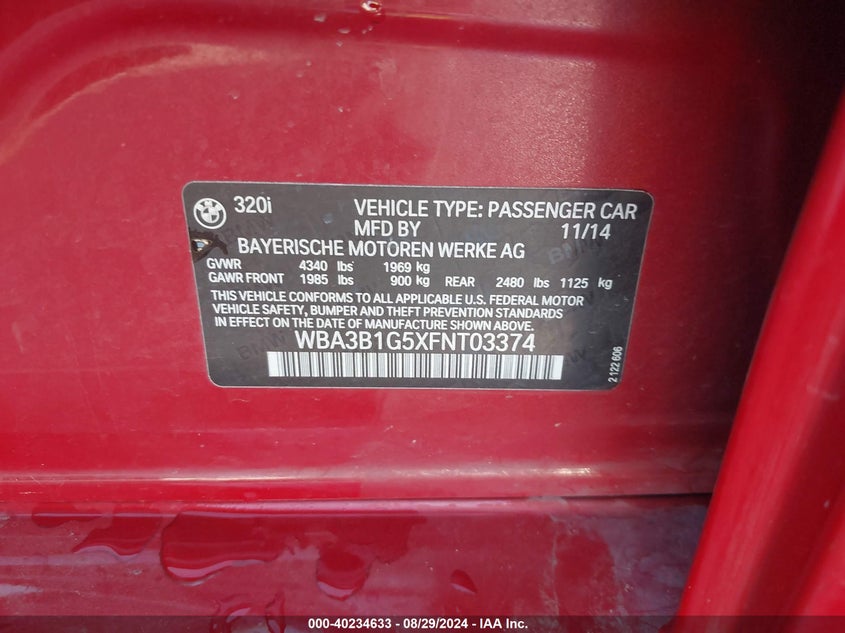 320i VEHICLE TYPE: PASSENGER CAR
MFD BY 11/14
BAYERISCHE MOTOREN WERKE AG
GVWR 4340 lbs 1969 kg
GAWR FRONT 1985 lbs 900 kg REAR 2480 lbs 1125 kg
THIS VEHICLE CONFORMS TO ALL APPLICABLE U.S. FEDERAL MOTOR
VEHICLE SAFETY, BUMPER AND THEFT PREVENTION STANDARDS
IN EFFECT ON THE DATE OF MANUFACTURE SHOWN ABOVE.
WBA3B1G5XFNT03374
2 122 606
000-40234633 - 08/29/2024 - IAA Inc.